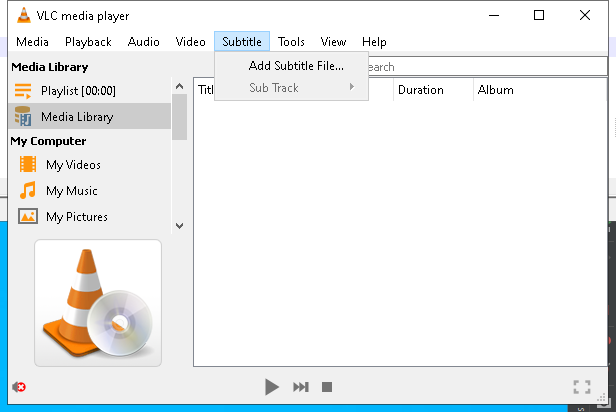 VLC media player
Media Playback Audio Video Subtitle Tools View Help
Media Library
Add Subtitle File...
Sub Track
Playlist [00:00]
Media Library
My Computer
My Videos
My Music
My Pictures
earch
Titl
Duration
Album